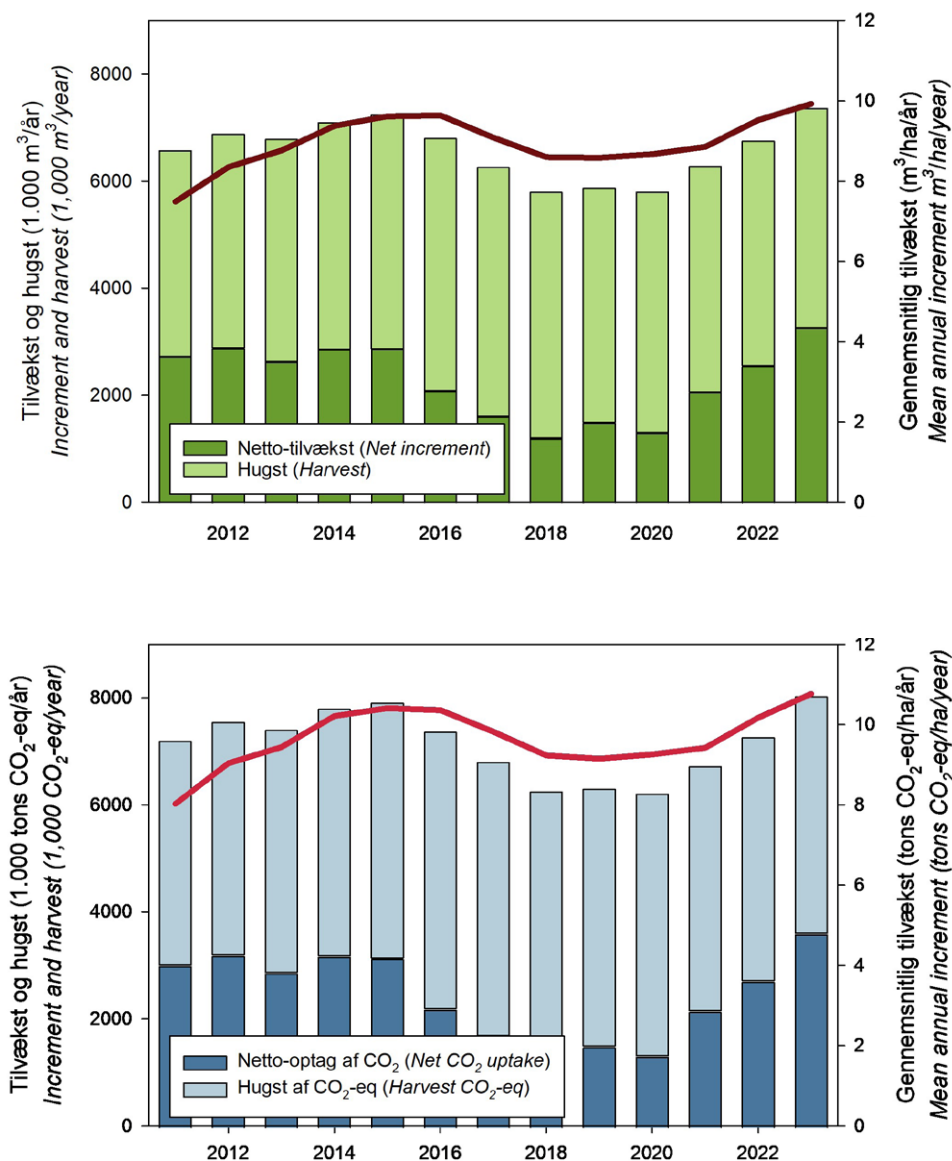 Tilvækst og hugst (1.000 m³/år)
Increment and harvest (1,000 m³/year)
8000
6000
4000
2000
0
12
10
8
6
4
2
0
Gennemsnitlig tilvækst (m³/ha/år)
Mean annual increment m³/ha/year)
Netto-tilvækst (Net increment)
Hugst (Harvest)
2012 2014 2016 2018 2020 2022
Tilvækst og hugst (1.000 tons CO₂-eq/år)
Increment and harvest (1,000 CO₂-eq/year)
8000
6000
4000
2000
0
12
10
8
6
4
2
0
Gennemsnitlig tilvækst (tons CO₂-eq/ha/år)
Mean annual increment (tons CO₂-eq/ha/year)
Netto-optag af CO₂ (Net CO₂ uptake)
Hugst af CO₂-eq (Harvest CO₂-eq)
2012 2014 2016 2018 2020 2022